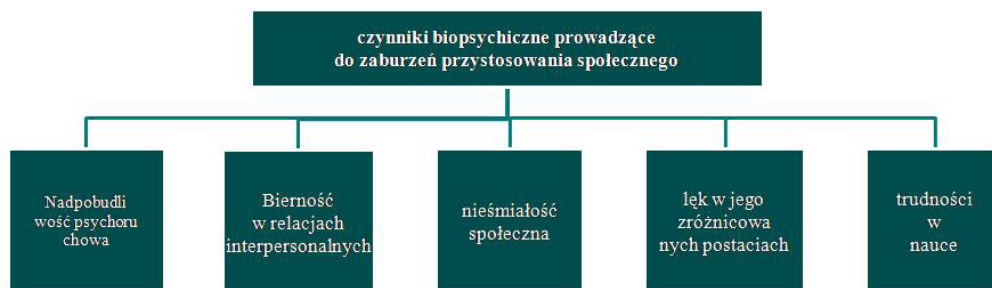 czynniki biopsychiczne prowadzące
do zaburzeń przystosowania społecznego
Nadpobudli
wość psychoru
chowa
Bierność
w relacjach
interpersonalnych
nieśmiałość
społeczna
lęk w jego
zróżnicowa
nych postaciach
trudności
w
nauce